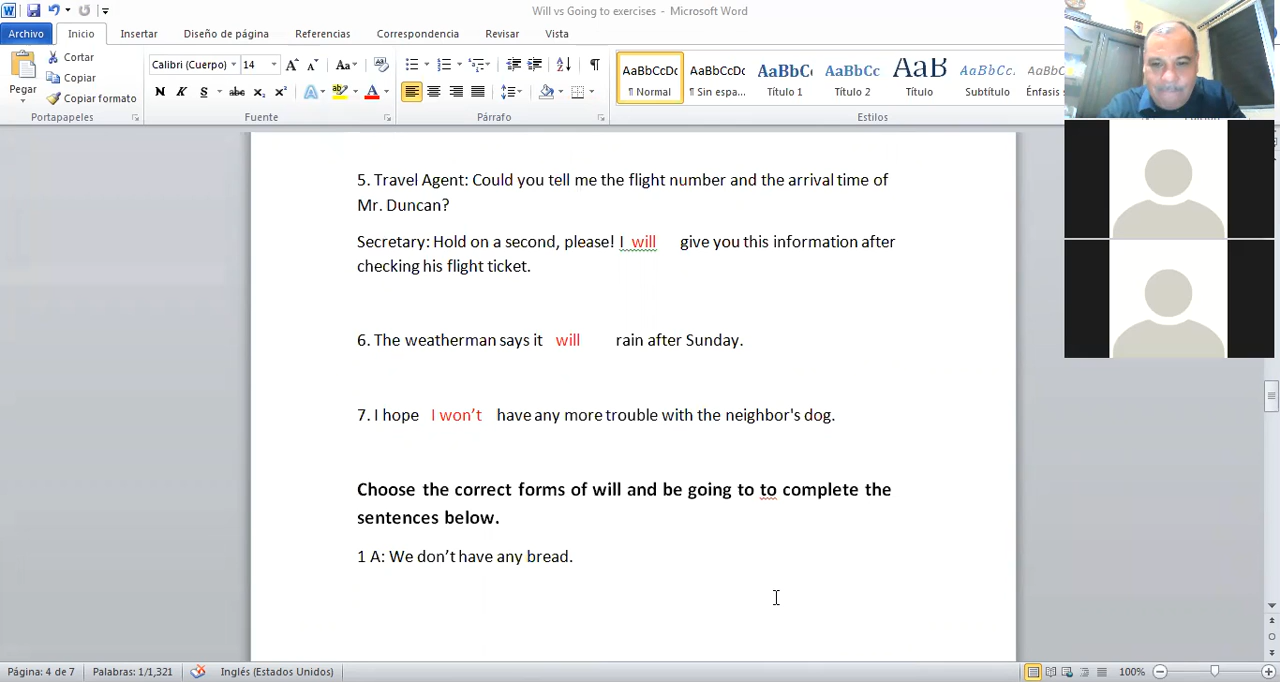 Will vs Going to exercises - Microsoft Word
Archivo Inicio Insertar Diseño de página Referencias Correspondencia Revisar Vista
Pegar
Cortar
Copiar
Copiar formato
Portapapeles
Calibri (Cuerpo) 14
N K S abc x₂ x²
Fuente
Párrafo
AaBbCcDc AaBbCcDc AaBbC AaBbCc AaB AaBbCc. AaBbCc
¶ Normal ¶ Sin espa... Título 1 Título 2 Título Subtítulo Énfasis s
Estilos
5. Travel Agent: Could you tell me the flight number and the arrival time of
Mr. Duncan?
Secretary: Hold on a second, please! I will give you this information after
checking his flight ticket.
6. The weatherman says it will rain after Sunday.
7. I hope I won’t have any more trouble with the neighbor's dog.
Choose the correct forms of will and be going to to complete the
sentences below.
1 A: We don’t have any bread.
Página: 4 de 7 Palabras: 1/1,321 Inglés (Estados Unidos) 100%